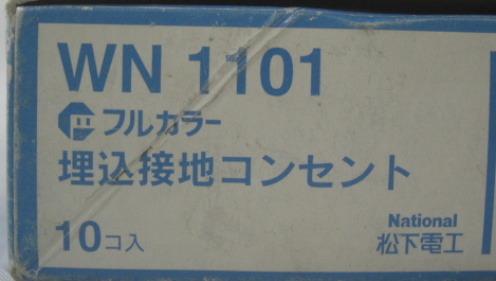 WN 1101
フルカラー
埋込接地コンセント
10コ入
National
松下電工